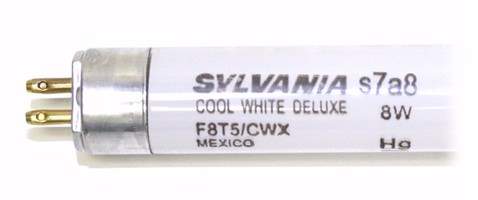 SYLVANIA s7a8
COOL WHITE DELUXE 8W
F8T5/CWX
MEXICO Hg